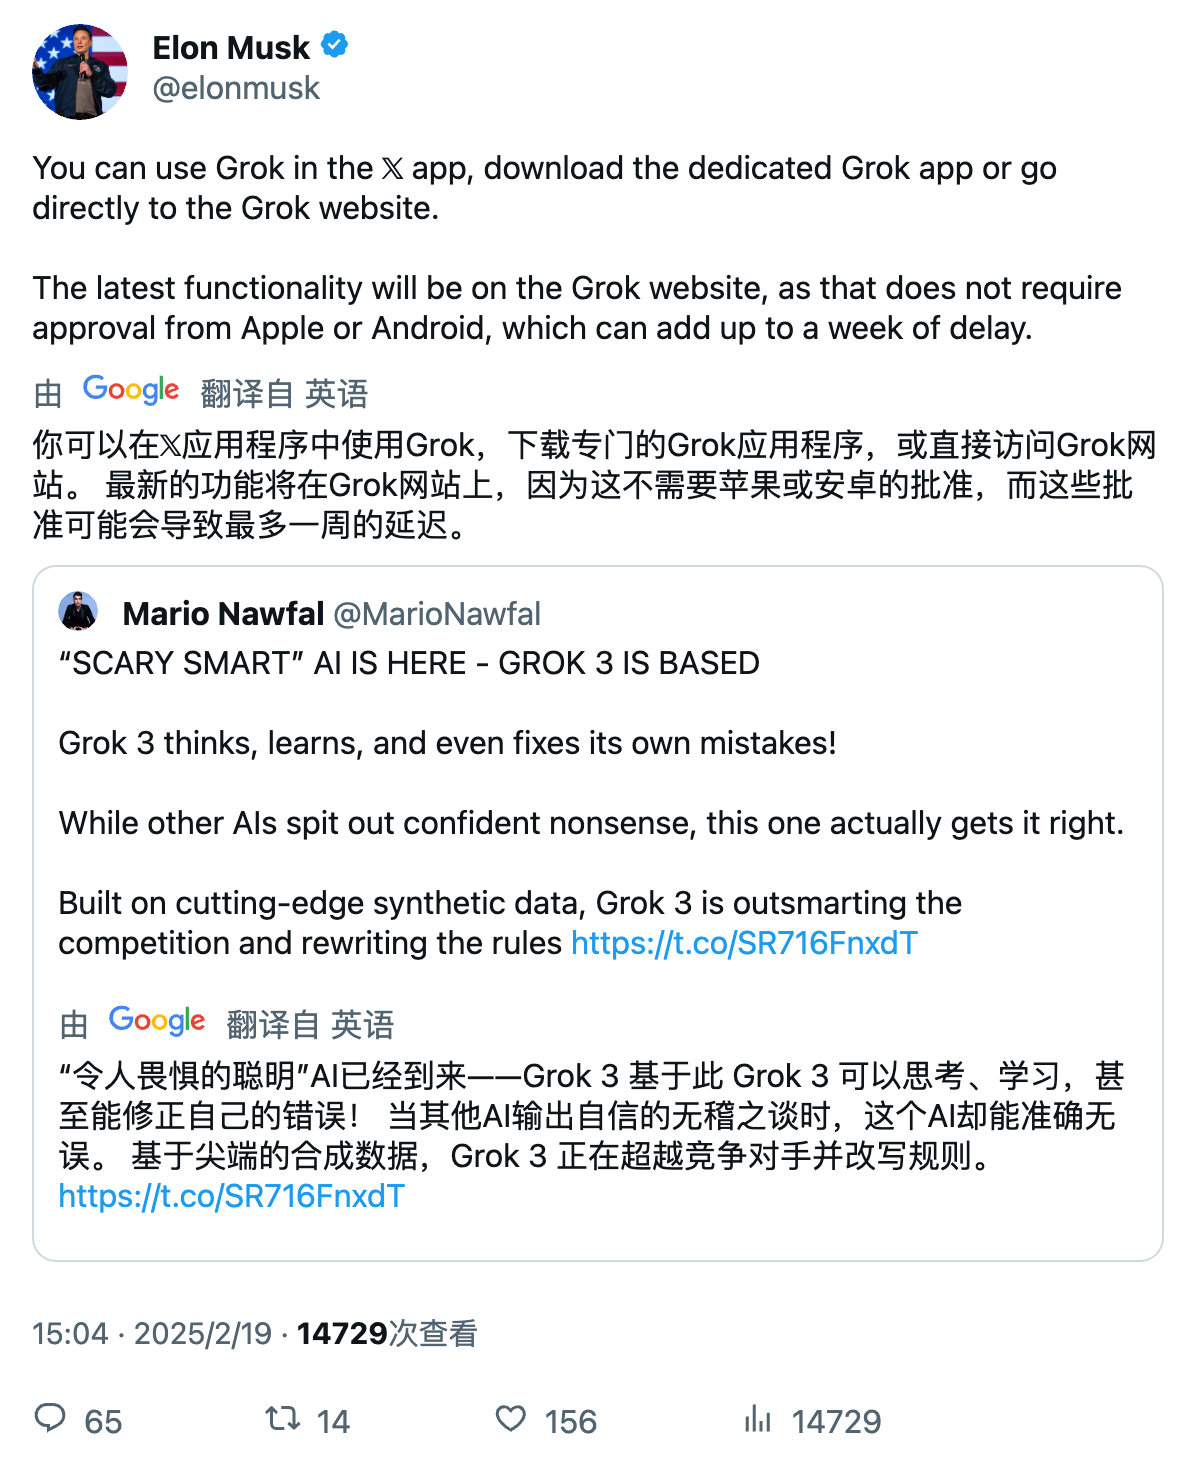 Elon Musk
@elonmusk
You can use Grok in the 𝕏 app, download the dedicated Grok app or go
directly to the Grok website.
The latest functionality will be on the Grok website, as that does not require
approval from Apple or Android, which can add up to a week of delay.
由 Google 翻译自 英语
你可以在𝕏应用程序中使用Grok，下载专门的Grok应用程序，或直接访问Grok网
站。 最新的功能将在Grok网站上，因为这不需要苹果或安卓的批准，而这些批
准可能会导致最多一周的延迟。
Mario Nawfal @MarioNawfal
“SCARY SMART” AI IS HERE - GROK 3 IS BASED
Grok 3 thinks, learns, and even fixes its own mistakes!
While other AIs spit out confident nonsense, this one actually gets it right.
Built on cutting-edge synthetic data, Grok 3 is outsmarting the
competition and rewriting the rules https://t.co/SR716FnxdT
由 Google 翻译自 英语
“令人畏惧的聪明”AI已经到来——Grok 3 基于此 Grok 3 可以思考、学习，甚
至能修正自己的错误！ 当其他AI输出自信的无稽之谈时，这个AI却能准确无
误。 基于尖端的合成数据，Grok 3 正在超越竞争对手并改写规则。
https://t.co/SR716FnxdT
15:04 · 2025/2/19 · 14729次查看
65 14 156 14729